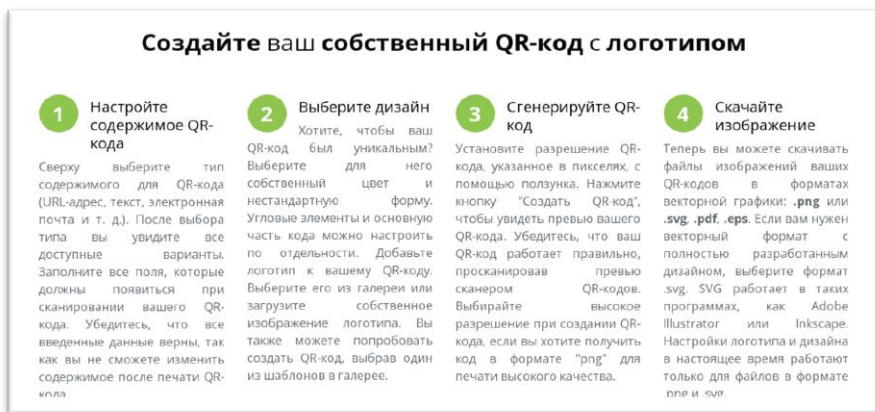 Создайте ваш собственный QR-код с логотипом
1
Настройте
содержимое QR-
кода
Сверху выберите тип
содержимого для QR-кода
(URL-адрес, текст, электронная
почта и т. д.). После выбора
типа вы увидите все
доступные варианты.
Заполните все поля, которые
должны появиться при
сканировании вашего QR-
кода. Убедитесь, что все
введенные данные верны, так
как вы не сможете изменить
содержимое после печати QR-
кода
2
Выберите дизайн
Хотите, чтобы ваш
QR-код был уникальным?
Выберите для него
собственный цвет и
нестандартную форму.
Угловые элементы и основную
часть кода можно настроить
по отдельности. Добавьте
логотип к вашему QR-коду.
Выберите его из галереи или
загрузите собственное
изображение логотипа. Вы
также можете попробовать
создать QR-код, выбрав один
из шаблонов в галерее.
3
Сгенерируйте QR-
код
Установите разрешение QR-
кода, указанное в пикселях, с
помощью ползунка. Нажмите
кнопку "Создать QR-код",
чтобы увидеть превью вашего
QR-кода. Убедитесь, что ваш
QR-код работает правильно,
просканировав превью
сканером QR-кодов.
Выбирайте высокое
разрешение при создании QR-
кода, если вы хотите получить
код в формате "png" для
печати высокого качества.
4
Скачайте
изображение
Теперь вы можете скачивать
файлы изображений ваших
QR-кодов в форматах
векторной графики: .png или
.svg, .pdf, .eps. Если вам нужен
векторный формат с
полностью разработанным
дизайном, выберите формат
.svg. SVG работает в таких
программах, как Adobe
Illustrator или Inkscape.
Настройки логотипа и дизайна
в настоящее время работают
только для файлов в формате
.png и .svg.